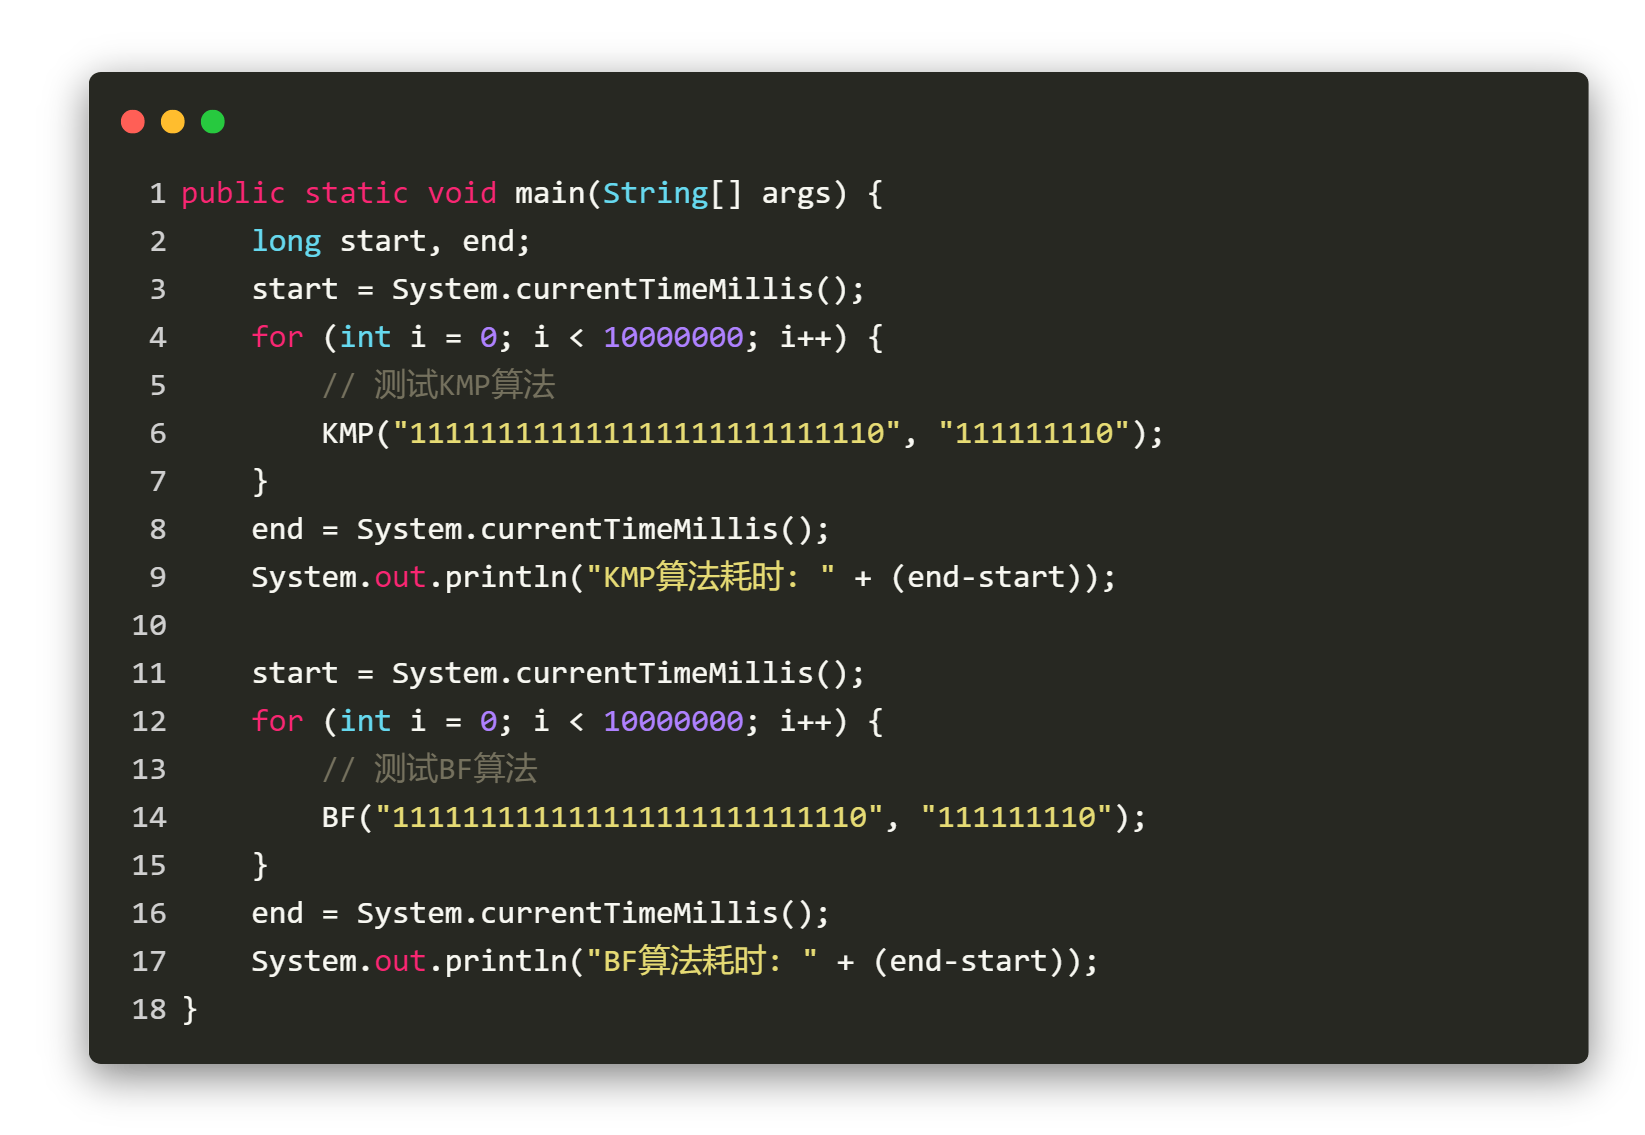 1 public static void main(String[] args) {
2 long start, end;
3 start = System.currentTimeMillis();
4 for (int i = 0; i < 10000000; i++) {
5 // 测试KMP算法
6 KMP("111111111111111111111111110", "111111110");
7 }
8 end = System.currentTimeMillis();
9 System.out.println("KMP算法耗时: " + (end-start));
10
11 start = System.currentTimeMillis();
12 for (int i = 0; i < 10000000; i++) {
13 // 测试BF算法
14 BF("111111111111111111111111110", "111111110");
15 }
16 end = System.currentTimeMillis();
17 System.out.println("BF算法耗时: " + (end-start));
18 }